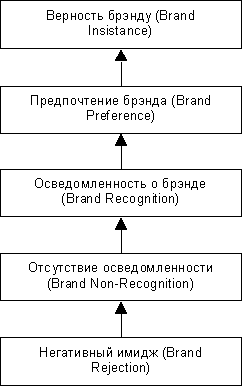 Верность брэнду (Brand
Insistance)
Предпочтение брэнда (Brand
Preference)
Осведомленность о брэнде
(Brand Recognition)
Отсутствие осведомленности
(Brand Non-Recognition)
Негативный имидж (Brand
Rejection)